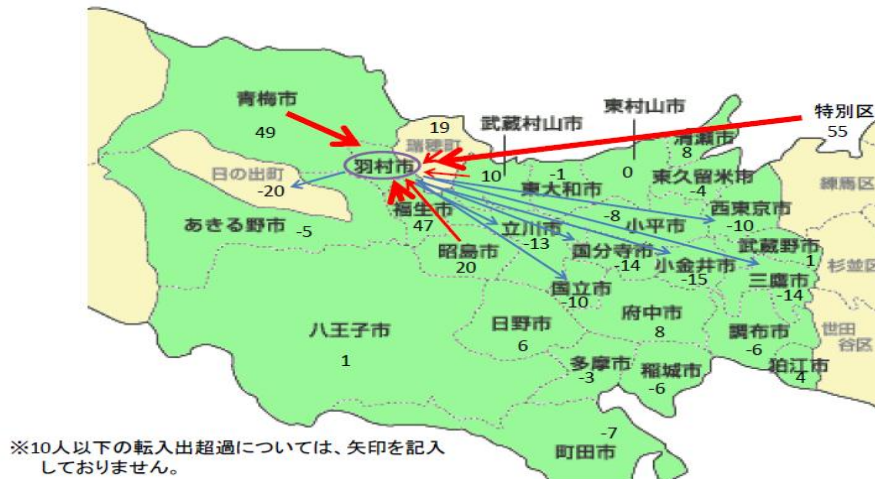 東村山市
特別区
55
青梅市
49
19
瑞穂町
武蔵村山市
10
-1
東大和市
0
清瀬市
8
東久留米市
-4
練馬区
羽村市
日の出町
-20
福生市
47
あきる野市
-5
昭島市
20
立川市
-13
-8
小平市
西東京市
-10
国分寺市
-14
小金井市
-15
武蔵野市
1
杉並区
三鷹市
-14
国立市
-10
八王子市
1
日野市
6
府中市
8
調布市
-6
世田
谷区
狛江市
4
多摩市
-3
稲城市
-6
-7
町田市
※10人以下の転入出超過については、矢印を記入
しておりません。